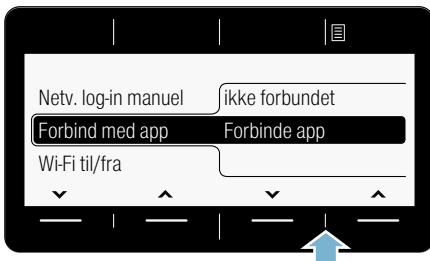 Netv. log-in manuel ikke forbundet
Forbind med app Forbinde app
Wi-Fi til/fra